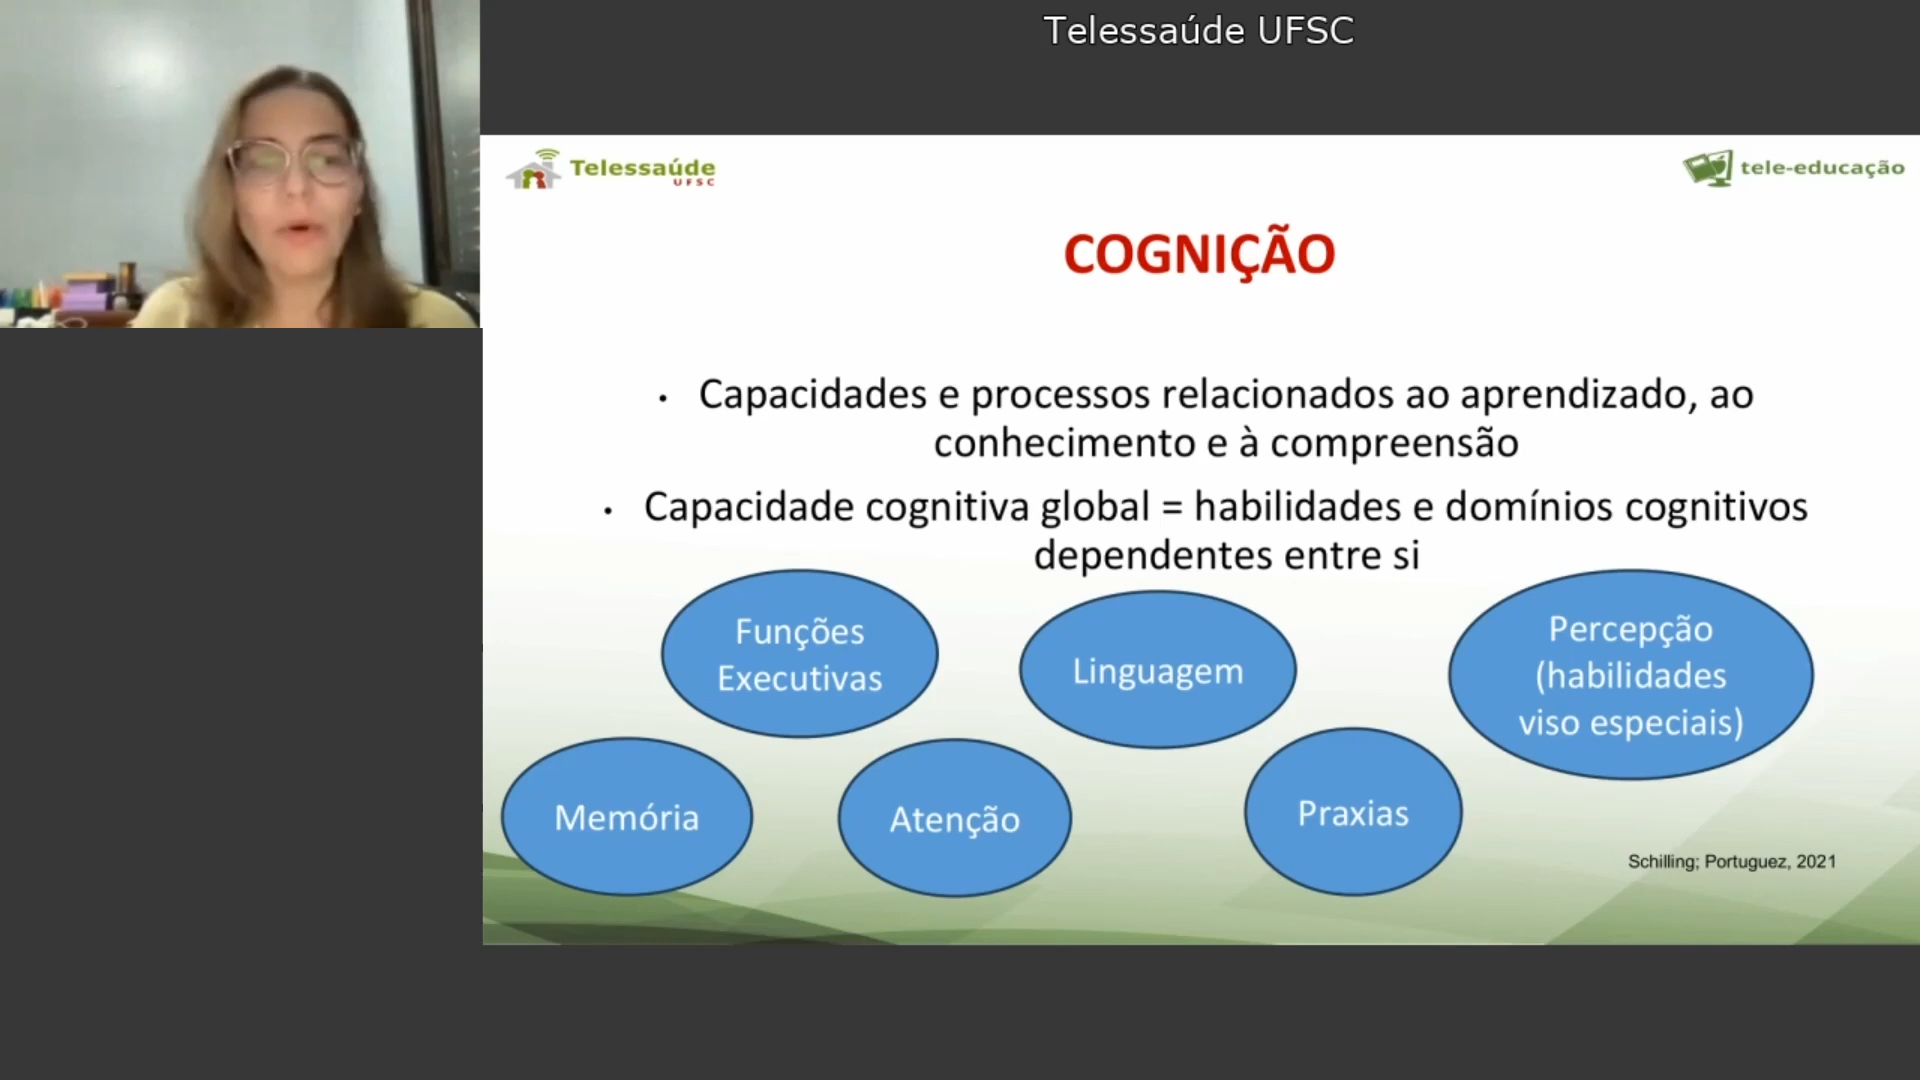 Telessaúde UFSC
Telessaúde
UFSC
tele-educação
COGNIÇÃO
• Capacidades e processos relacionados ao aprendizado, ao
conhecimento e à compreensão
• Capacidade cognitiva global = habilidades e domínios cognitivos
dependentes entre si
Funções
Executivas
Linguagem
Percepção
(habilidades
viso especiais)
Memória
Atenção
Praxias
Schilling; Portuguez, 2021